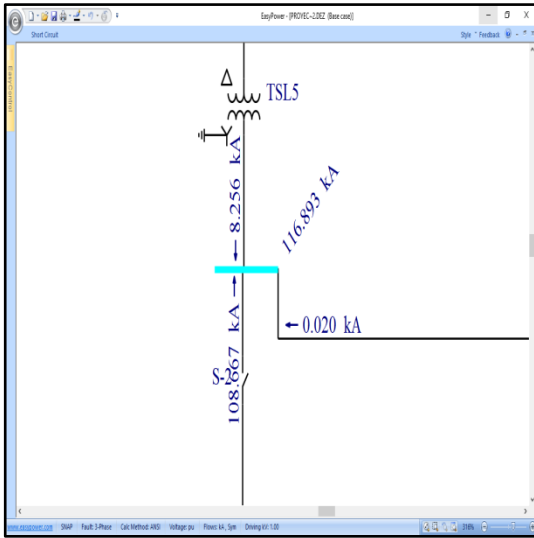 EasyPower - [PROYEC~2.DEZ (Base case)]
Short Circuit
Style
Feedback
EasyControl
TSL5
8.256 kA
116.893 kA
0.020 kA
108.667 kA
S-2
www.easypower.com SNAP Fault: 3-Phase Calc Method: ANSI Voltage: pu Flows: kA, Sym Driving kV: 1.00 316%